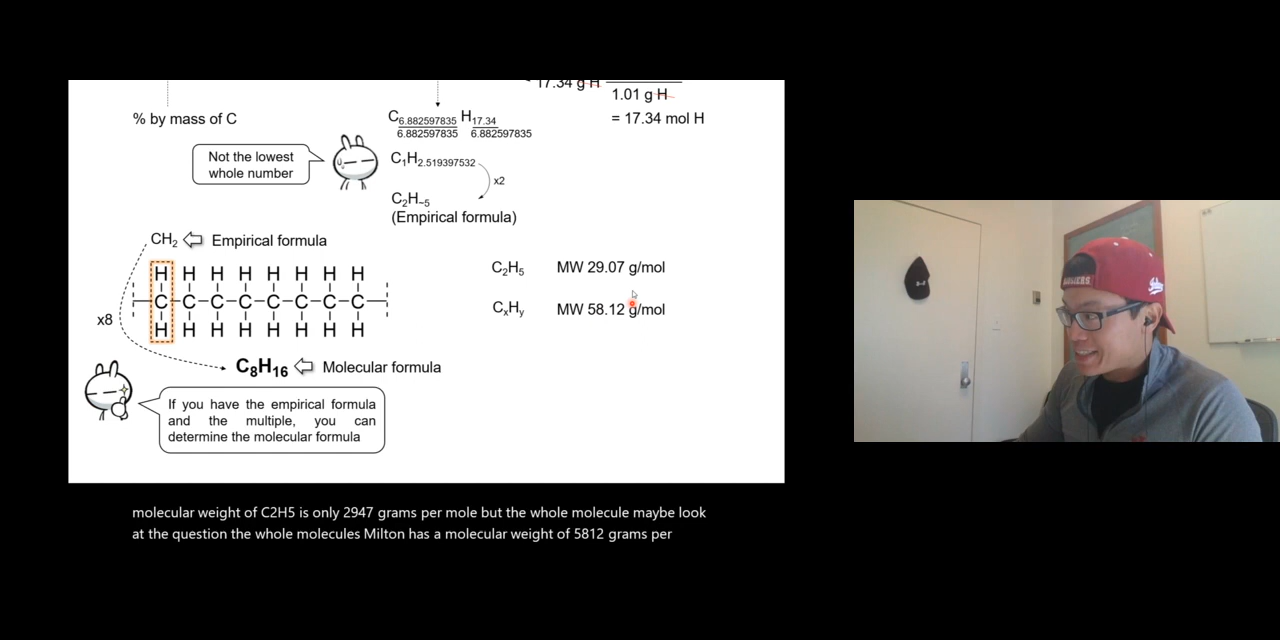 17.34 g H
1.01 g H
= 17.34 mol H
% by mass of C
C6.882597835 H17.34
6.882597835 6.882597835
Not the lowest
whole number
C1H2.519397532
x2
C2H~5
(Empirical formula)
CH2 Empirical formula
H H H H H H H H
C-C-C-C-C-C-C-C
H H H H H H H H
x8
C8H16 Molecular formula
C2H5 MW 29.07 g/mol
CxHy MW 58.12 g/mol
If you have the empirical formula
and the multiple, you can
determine the molecular formula
molecular weight of C2H5 is only 2947 grams per mole but the whole molecule maybe look
at the question the whole molecules Milton has a molecular weight of 5812 grams per